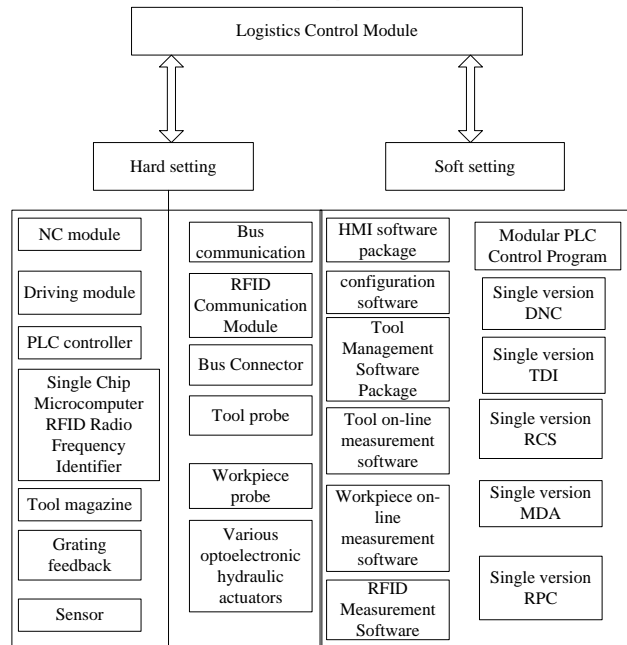 Logistics Control Module
Hard setting
Soft setting
NC module
Driving module
PLC controller
Single Chip
Microcomputer
RFID Radio
Frequency
Identifier
Tool magazine
Grating
feedback
Sensor
Bus
communication
RFID
Communication
Module
Bus Connector
Tool probe
Workpiece
probe
Various
optoelectronic
hydraulic
actuators
HMI software
package
configuration
software
Tool
Management
Software
Package
Tool on-line
measurement
software
Workpiece on-
line
measurement
software
RFID
Measurement
Software
Modular PLC
Control Program
Single version
DNC
Single version
TDI
Single version
RCS
Single version
MDA
Single version
RPC